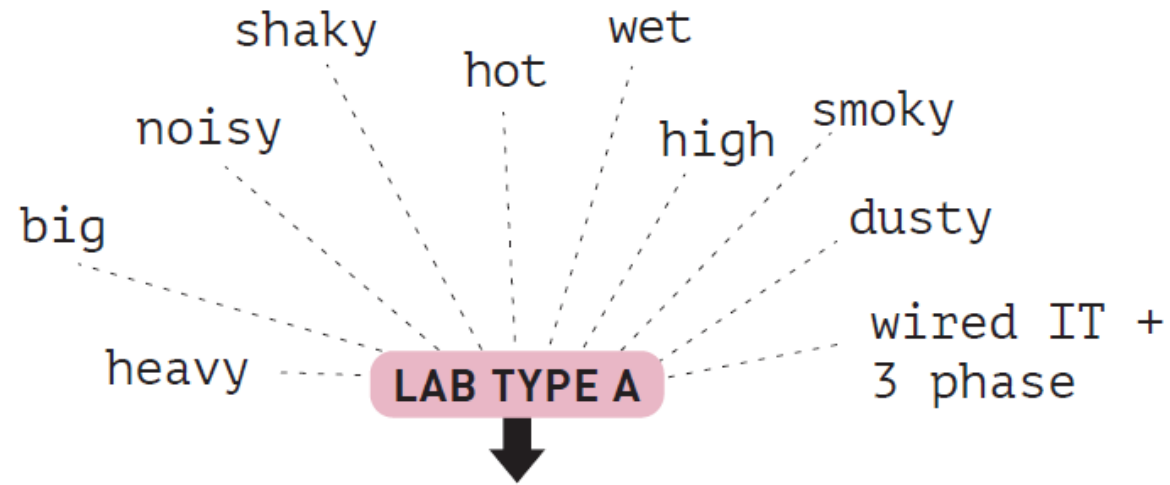 shaky
wet
hot
smoky
noisy
high
big
dusty
wired IT +
3 phase
heavy
LAB TYPE A